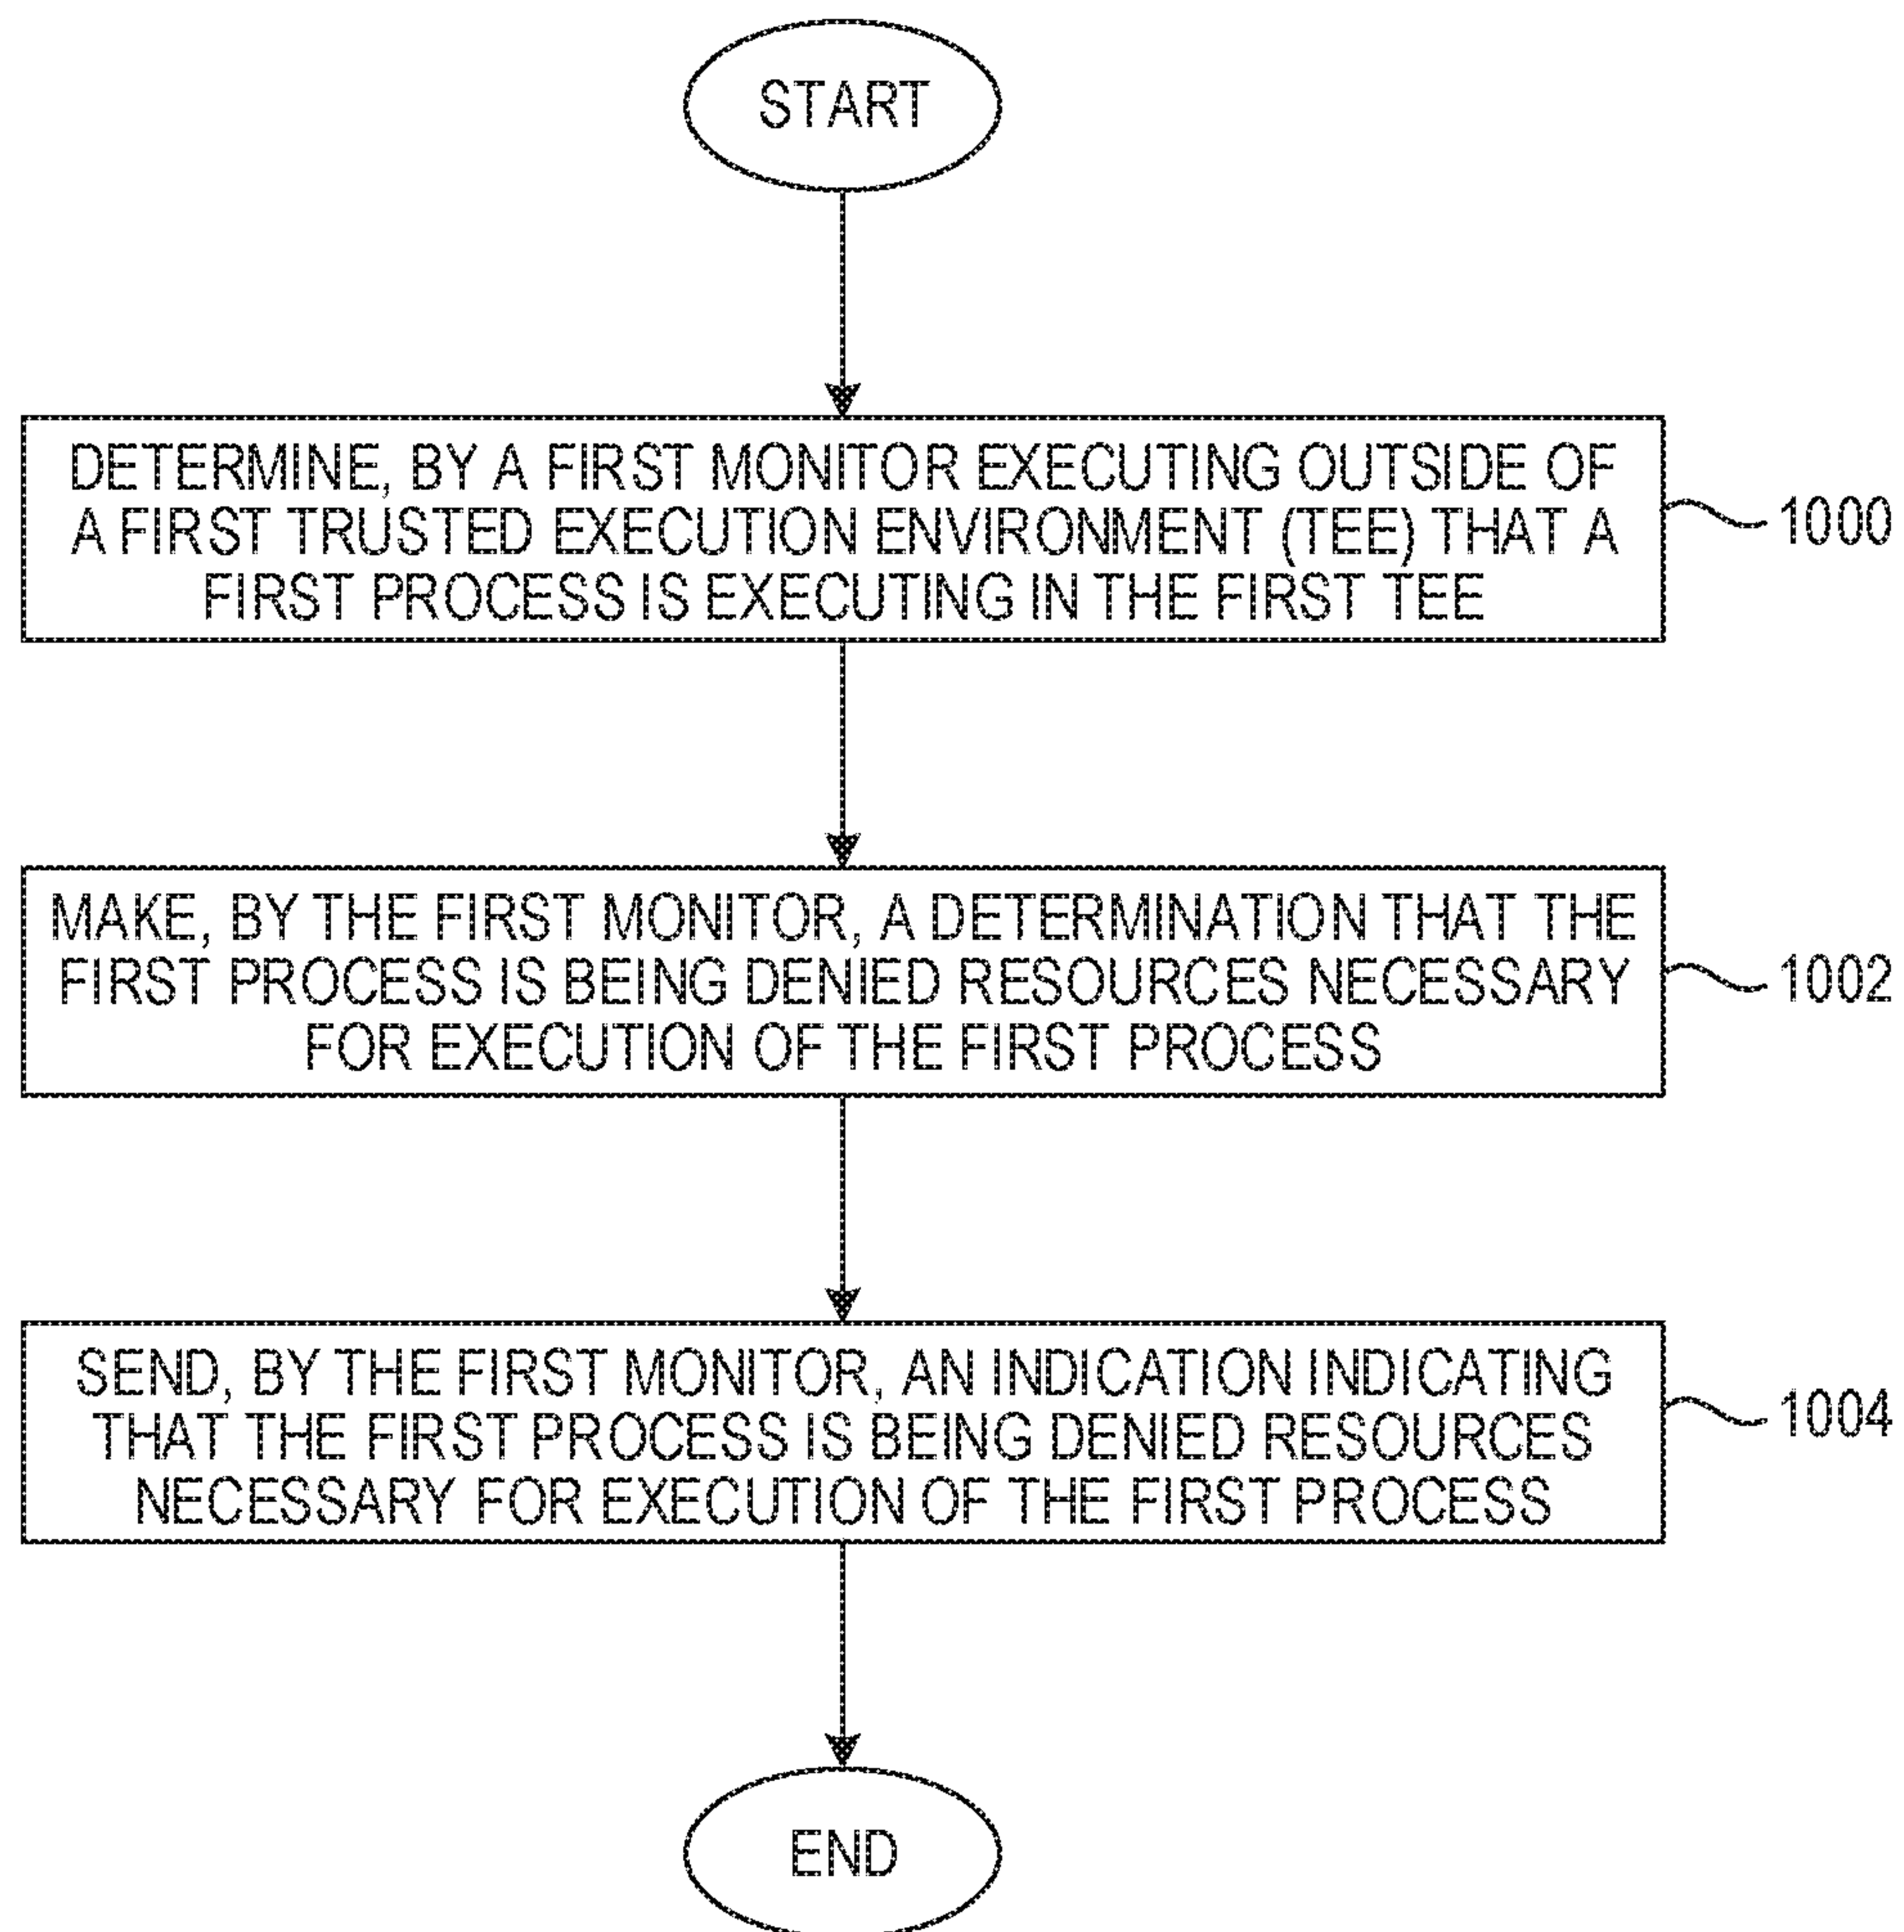 START
DETERMINE, BY A FIRST MONITOR EXECUTING OUTSIDE OF
A FIRST TRUSTED EXECUTION ENVIRONMENT (TEE) THAT A
FIRST PROCESS IS EXECUTING IN THE FIRST TEE
1000
MAKE, BY THE FIRST MONITOR, A DETERMINATION THAT THE
FIRST PROCESS IS BEING DENIED RESOURCES NECESSARY
FOR EXECUTION OF THE FIRST PROCESS
1002
SEND, BY THE FIRST MONITOR, AN INDICATION INDICATING
THAT THE FIRST PROCESS IS BEING DENIED RESOURCES
NECESSARY FOR EXECUTION OF THE FIRST PROCESS
1004
END